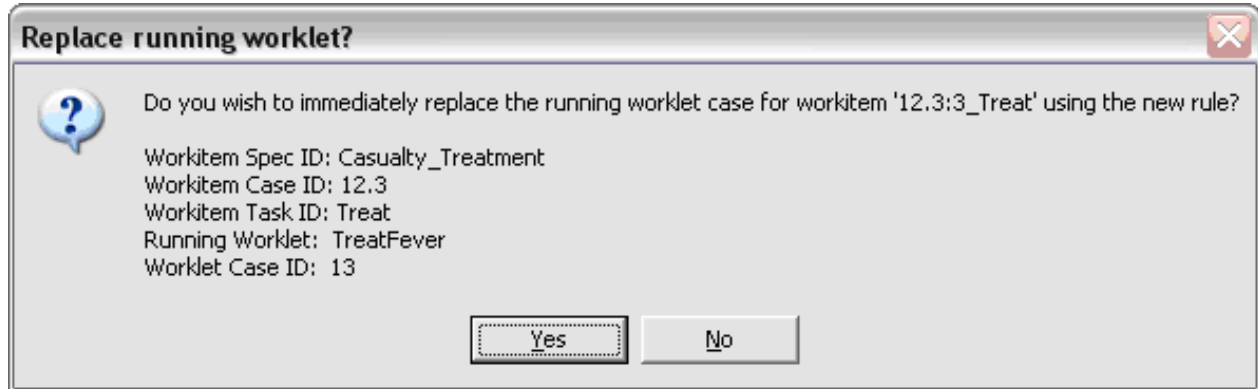 Replace running worklet?
Do you wish to immediately replace the running worklet case for workitem '12.3:3_Treat' using the new rule?
Workitem Spec ID: Casualty_Treatment
Workitem Case ID: 12.3
Workitem Task ID: Treat
Running Worklet:  TreatFever
Worklet Case ID:  13
Yes No